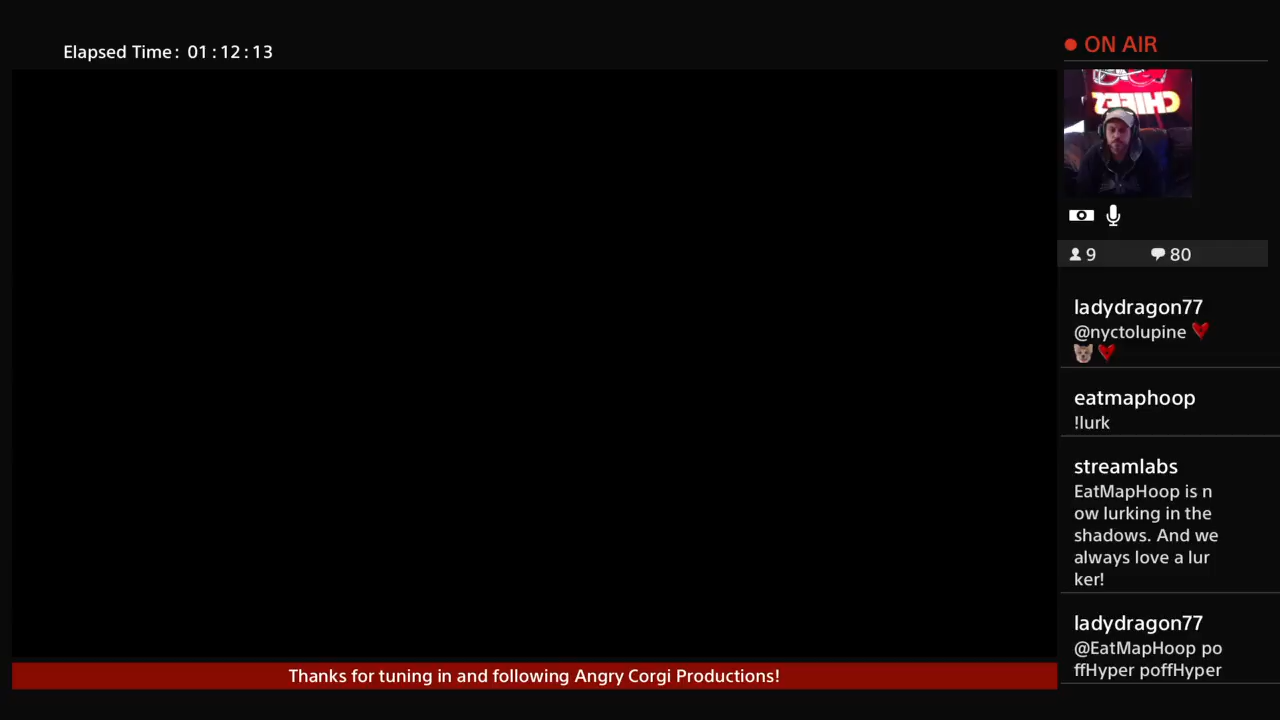 Elapsed Time: 01:12:13
ON AIR
CHIEFZ
9 80
ladydragon77
@nyctolupine
eatmaphoop
!lurk
streamlabs
EatMapHoop is n
ow lurking in the
shadows. And we
always love a lur
ker!
ladydragon77
@EatMapHoop po
ffHyper poffHyper
Thanks for tuning in and following Angry Corgi Productions!